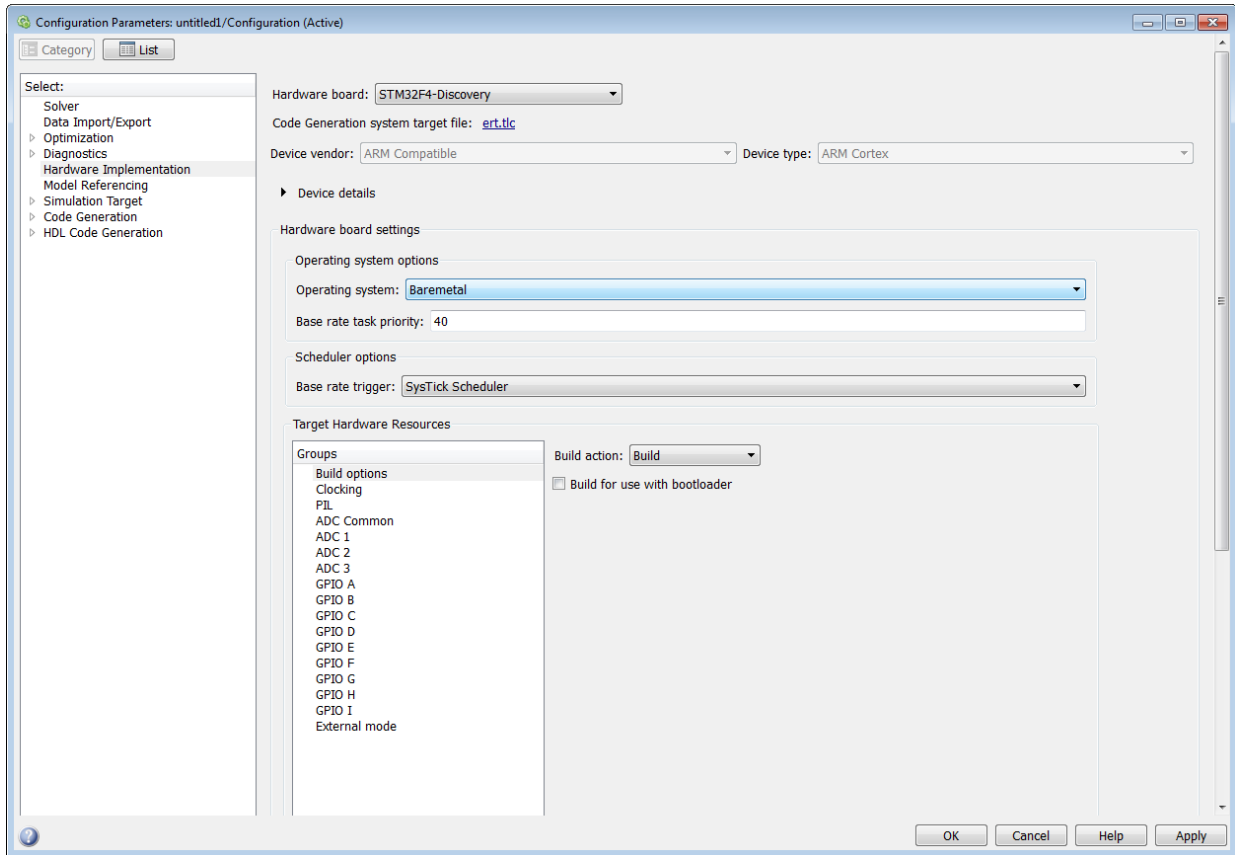 Configuration Parameters: untitled1/Configuration (Active)
Category List
Select:
Solver
Data Import/Export
Optimization
Diagnostics
Hardware Implementation
Model Referencing
Simulation Target
Code Generation
HDL Code Generation
Hardware board: STM32F4-Discovery
Code Generation system target file: ert.tlc
Device vendor: ARM Compatible Device type: ARM Cortex
Device details
Hardware board settings
Operating system options
Operating system: Baremetal
Base rate task priority: 40
Scheduler options
Base rate trigger: SysTick Scheduler
Target Hardware Resources
Groups
Build options
Clocking
PIL
ADC Common
ADC 1
ADC 2
ADC 3
GPIO A
GPIO B
GPIO C
GPIO D
GPIO E
GPIO F
GPIO G
GPIO H
GPIO I
External mode
Build action: Build
Build for use with bootloader
OK Cancel Help Apply